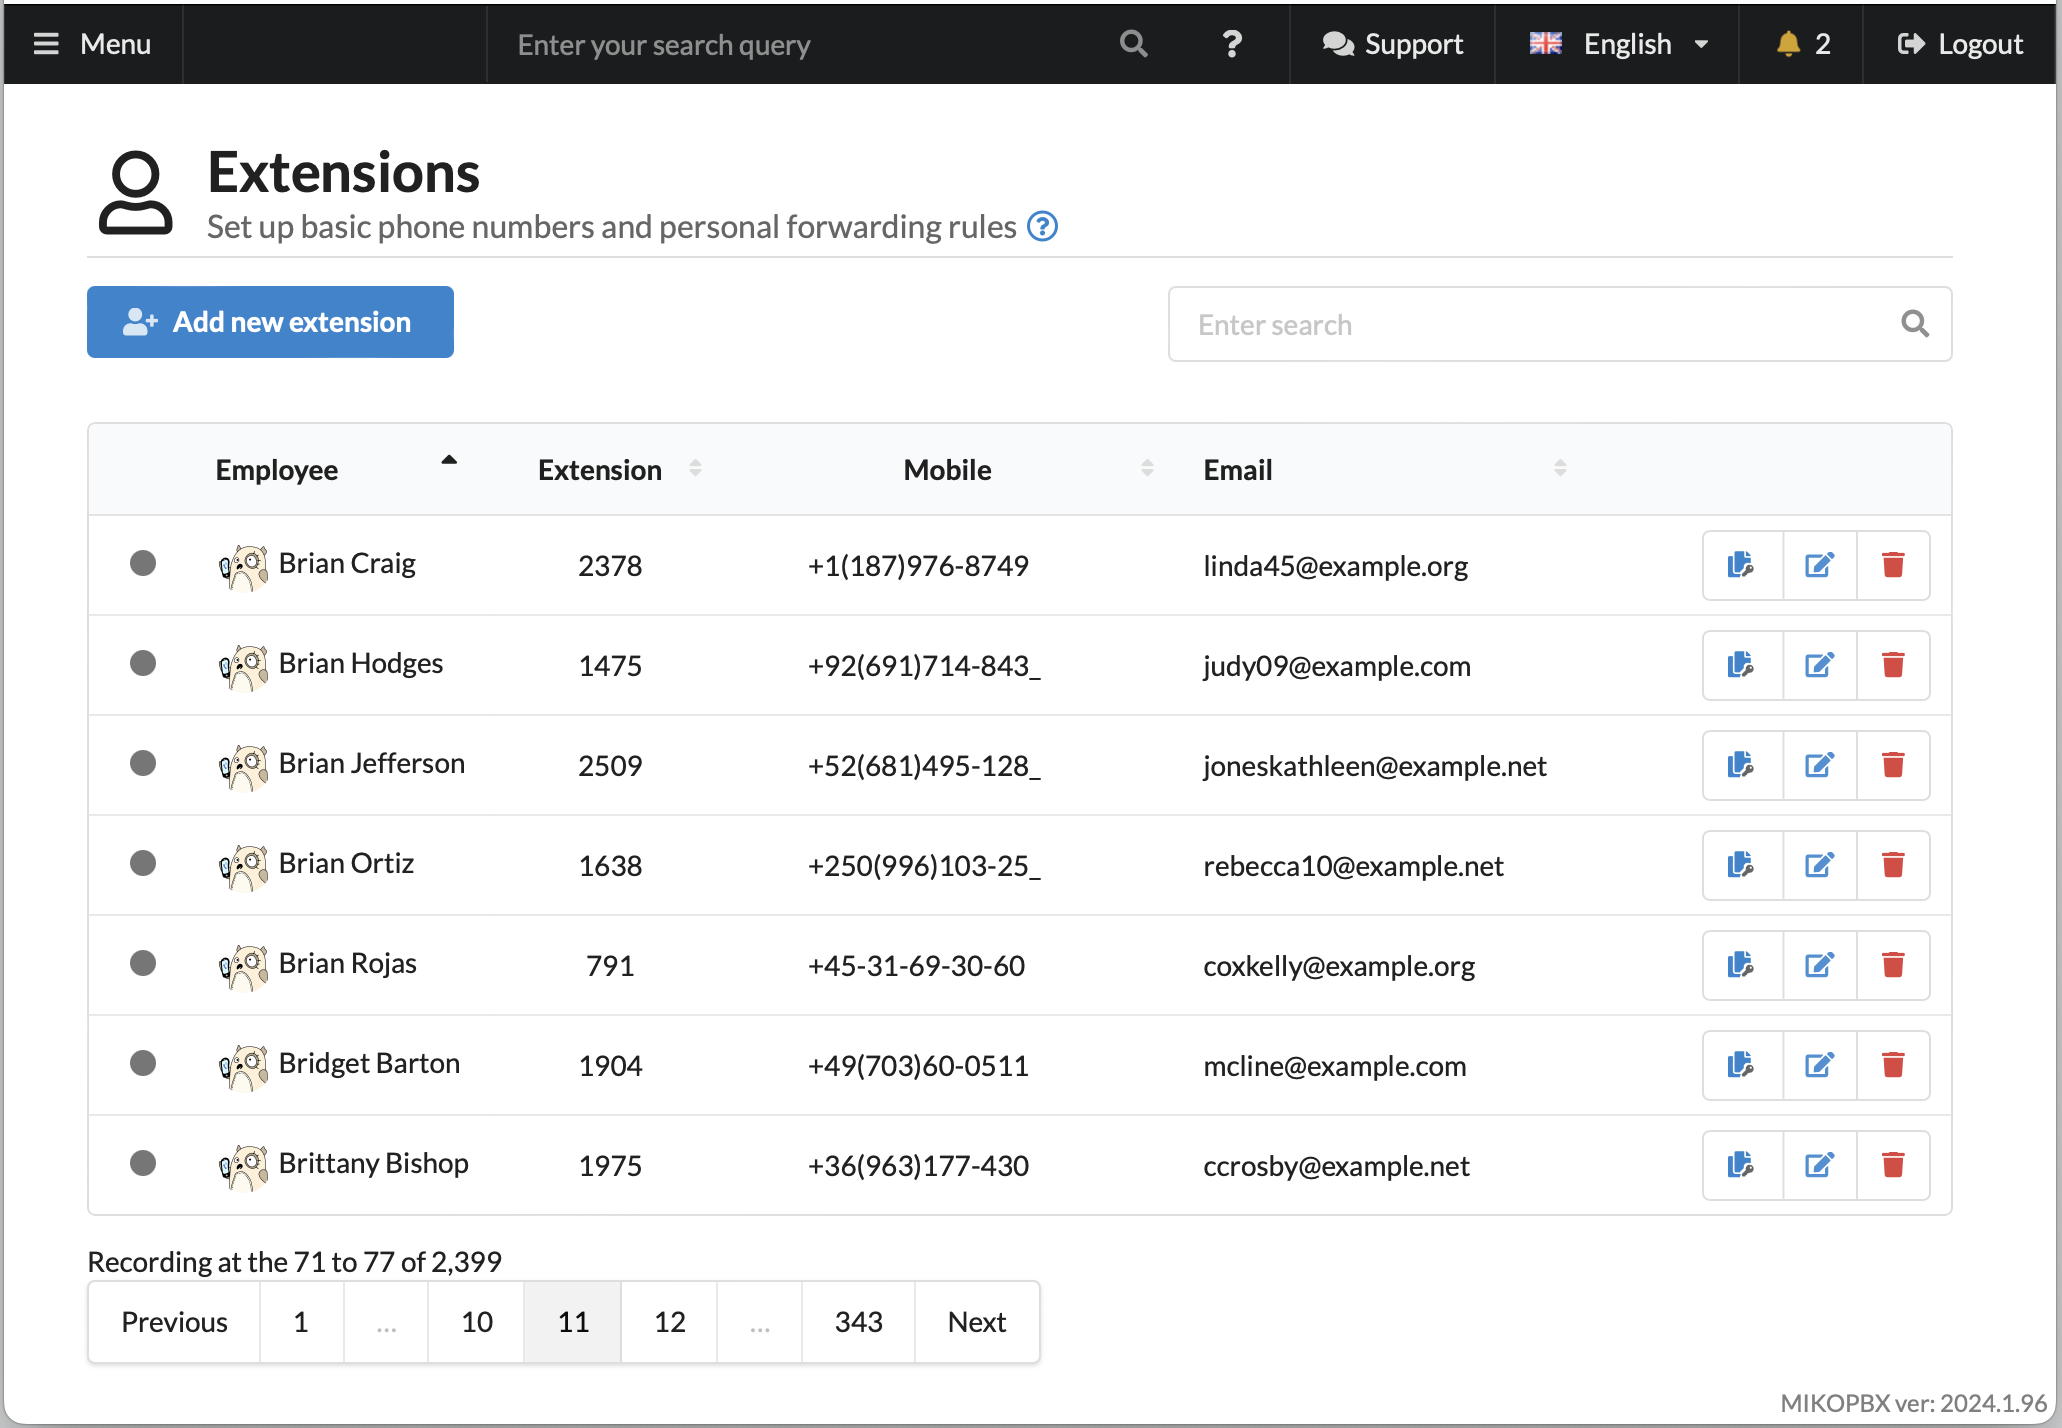 Menu Enter your search query ? Support English 2 Logout
Extensions
Set up basic phone numbers and personal forwarding rules ?
Add new extension Enter search
Employee Extension Mobile Email
Brian Craig 2378 +1(187)976-8749 linda45@example.org
Brian Hodges 1475 +92(691)714-843_ judy09@example.com
Brian Jefferson 2509 +52(681)495-128_ joneskathleen@example.net
Brian Ortiz 1638 +250(996)103-25_ rebecca10@example.net
Brian Rojas 791 +45-31-69-30-60 coxkelly@example.org
Bridget Barton 1904 +49(703)60-0511 mcline@example.com
Brittany Bishop 1975 +36(963)177-430 ccrosby@example.net
Recording at the 71 to 77 of 2,399
Previous 1 ... 10 11 12 ... 343 Next
MIKOPBX ver: 2024.1.96